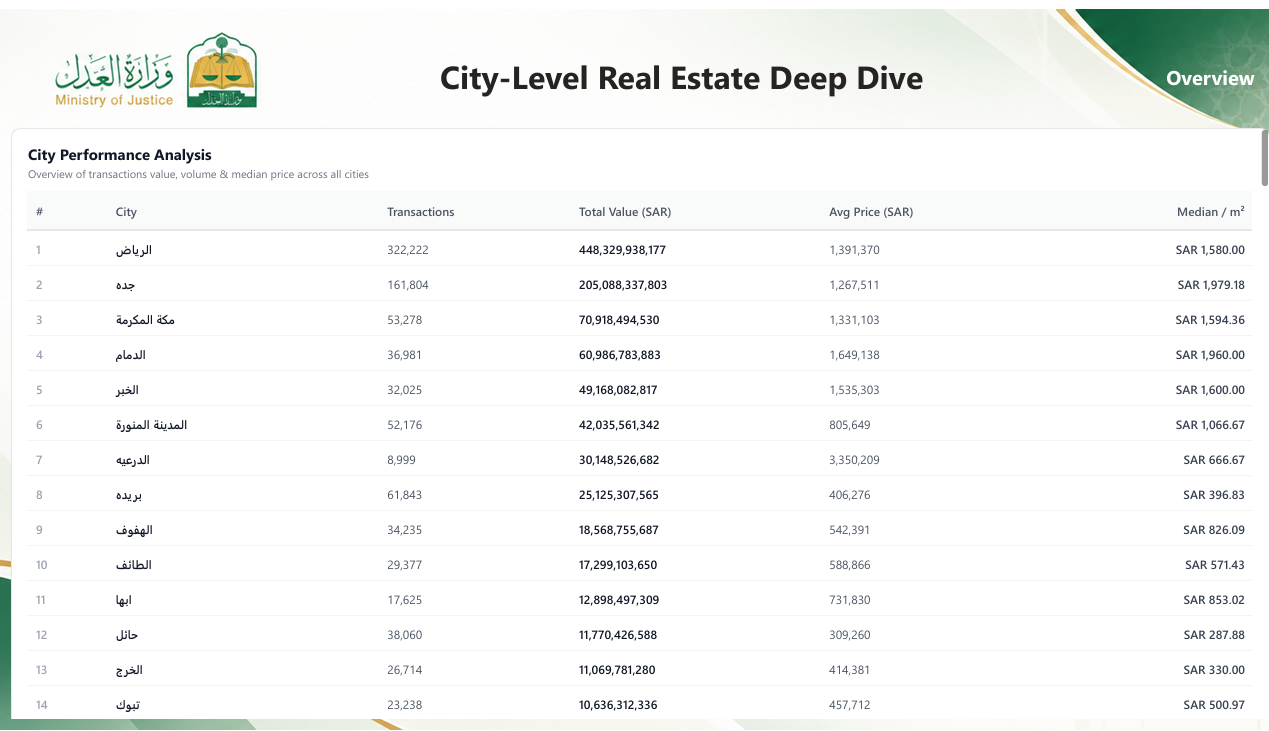 وزارة العدل
Ministry of Justice
وزارة العدل
City-Level Real Estate Deep Dive
Overview
City Performance Analysis
Overview of transactions value, volume & median price across all cities
# City Transactions Total Value (SAR) Avg Price (SAR) Median / m²
1 الرياض 322,222 448,329,938,177 1,391,370 SAR 1,580.00
2 جده 161,804 205,088,337,803 1,267,511 SAR 1,979.18
3 مكة المكرمة 53,278 70,918,494,530 1,331,103 SAR 1,594.36
4 الدمام 36,981 60,986,783,883 1,649,138 SAR 1,960.00
5 الخبر 32,025 49,168,082,817 1,535,303 SAR 1,600.00
6 المدينة المنورة 52,176 42,035,561,342 805,649 SAR 1,066.67
7 الدرعيه 8,999 30,148,526,682 3,350,209 SAR 666.67
8 بريده 61,843 25,125,307,565 406,276 SAR 396.83
9 الهفوف 34,235 18,568,755,687 542,391 SAR 826.09
10 الطائف 29,377 17,299,103,650 588,866 SAR 571.43
11 ابها 17,625 12,898,497,309 731,830 SAR 853.02
12 حائل 38,060 11,770,426,588 309,260 SAR 287.88
13 الخرج 26,714 11,069,781,280 414,381 SAR 330.00
14 تبوك 23,238 10,636,312,336 457,712 SAR 500.97